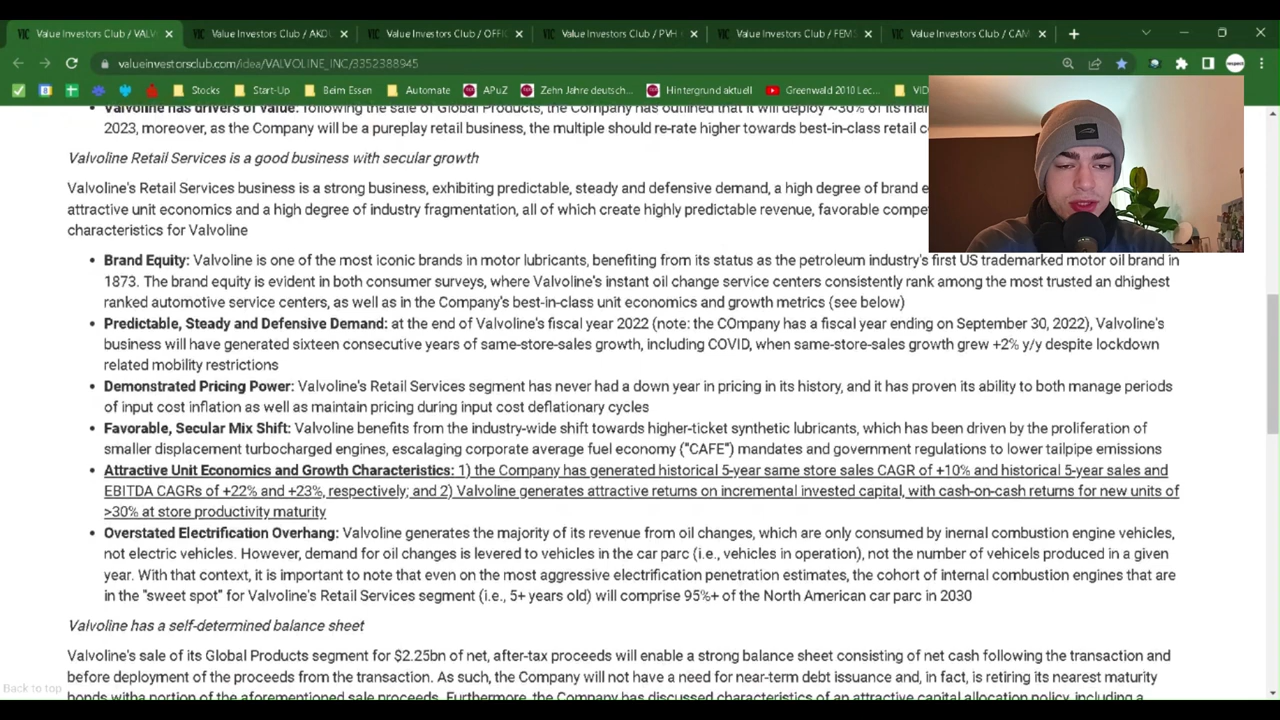 Value Investors Club / VALV
Value Investors Club / AKD
Value Investors Club / OFFI
Value Investors Club / PVH
Value Investors Club / FEMS
Value Investors Club / CAM
valueinvestorsclub.com/idea/VALVOLINE_INC/3352388945
Stocks
Start-Up
Beim Essen
Automate
APuZ
Zehn Jahre deutsch...
Hintergrund aktuell
Greenwald 2010 Lec...
VID
Valvoline has drivers of value: following the sale of Global Products, the Company has outlined that it will deploy ~30% of its ma
2023, moreover, as the Company will be a pureplay retail business, the multiple should re-rate higher towards best-in-class retail c
Valvoline Retail Services is a good business with secular growth
Valvoline's Retail Services business is a strong business, exhibiting predictable, steady and defensive demand, a high degree of brand e
attractive unit economics and a high degree of industry fragmentation, all of which create highly predictable revenue, favorable compe
characteristics for Valvoline
• Brand Equity: Valvoline is one of the most iconic brands in motor lubricants, benefiting from its status as the petroleum industry's first US trademarked motor oil brand in
1873. The brand equity is evident in both consumer surveys, where Valvoline's instant oil change service centers consistently rank among the most trusted an dhighest
ranked automotive service centers, as well as in the Company's best-in-class unit economics and growth metrics (see below)
• Predictable, Steady and Defensive Demand: at the end of Valvoline's fiscal year 2022 (note: the COmpany has a fiscal year ending on September 30, 2022), Valvoline's
business will have generated sixteen consecutive years of same-store-sales growth, including COVID, when same-store-sales growth grew +2% y/y despite lockdown
related mobility restrictions
• Demonstrated Pricing Power: Valvoline's Retail Services segment has never had a down year in pricing in its history, and it has proven its ability to both manage periods
of input cost inflation as well as maintain pricing during input cost deflationary cycles
• Favorable, Secular Mix Shift: Valvoline benefits from the industry-wide shift towards higher-ticket synthetic lubricants, which has been driven by the proliferation of
smaller displacement turbocharged engines, escalaging corporate average fuel economy ("CAFE") mandates and government regulations to lower tailpipe emissions
• Attractive Unit Economics and Growth Characteristics: 1) the Company has generated historical 5-year same store sales CAGR of +10% and historical 5-year sales and
EBITDA CAGRs of +22% and +23%, respectively; and 2) Valvoline generates attractive returns on incremental invested capital, with cash-on-cash returns for new units of
>30% at store productivity maturity
• Overstated Electrification Overhang: Valvoline generates the majority of its revenue from oil changes, which are only consumed by inernal combustion engine vehicles,
not electric vehicles. However, demand for oil changes is levered to vehicles in the car parc (i.e., vehicles in operation), not the number of vehicels produced in a given
year. With that context, it is important to note that even on the most aggressive electrification penetration estimates, the cohort of internal combustion engines that are
in the "sweet spot" for Valvoline's Retail Services segment (i.e., 5+ years old) will comprise 95%+ of the North American car parc in 2030
Valvoline has a self-determined balance sheet
Valvoline's sale of its Global Products segment for $2.25bn of net, after-tax proceeds will enable a strong balance sheet consisting of net cash following the transaction and
before deployment of the proceeds from the transaction. As such, the Company will not have a need for near-term debt issuance and, in fact, is retiring its nearest maturity
bonds witha portion of the aforementioned sale proceeds. Furthermore, the Company has discussed characteristics of an attractive capital allocation policy, including a
Back to top